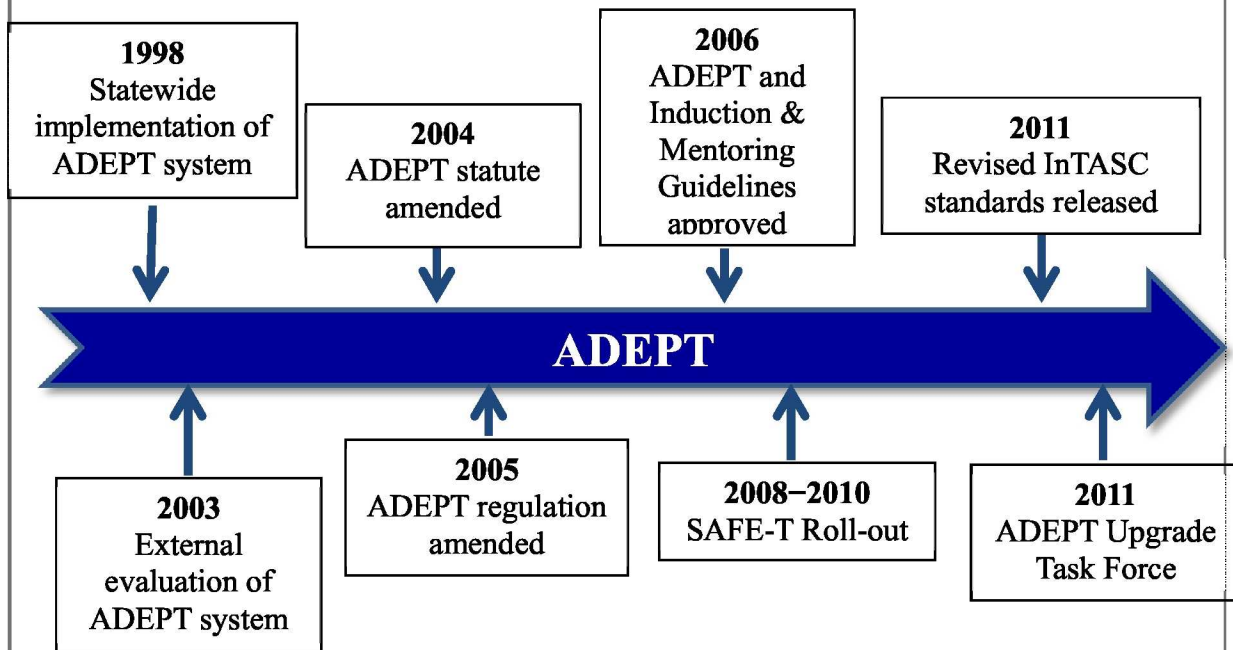 1998
Statewide
implementation of
ADEPT system
2004
ADEPT statute
amended
2006
ADEPT and
Induction &
Mentoring
Guidelines
approved
2011
Revised InTASC
standards released
ADEPT
2003
External
evaluation of
ADEPT system
2005
ADEPT regulation
amended
2008–2010
SAFE-T Roll-out
2011
ADEPT Upgrade
Task Force